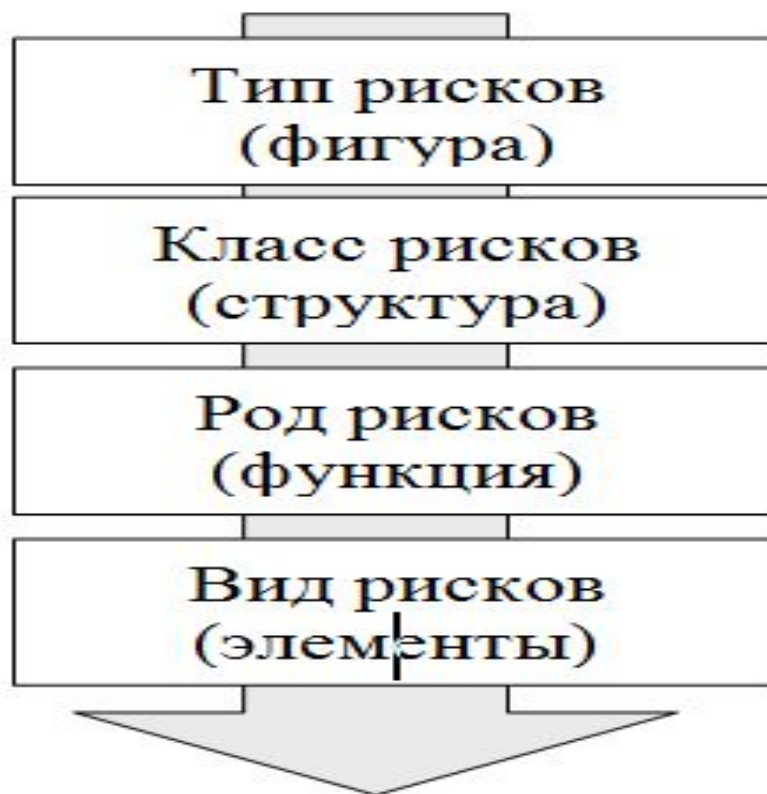 Тип рисков
(фигура)
Класс рисков
(структура)
Род рисков
(функция)
Вид рисков
(элементы)